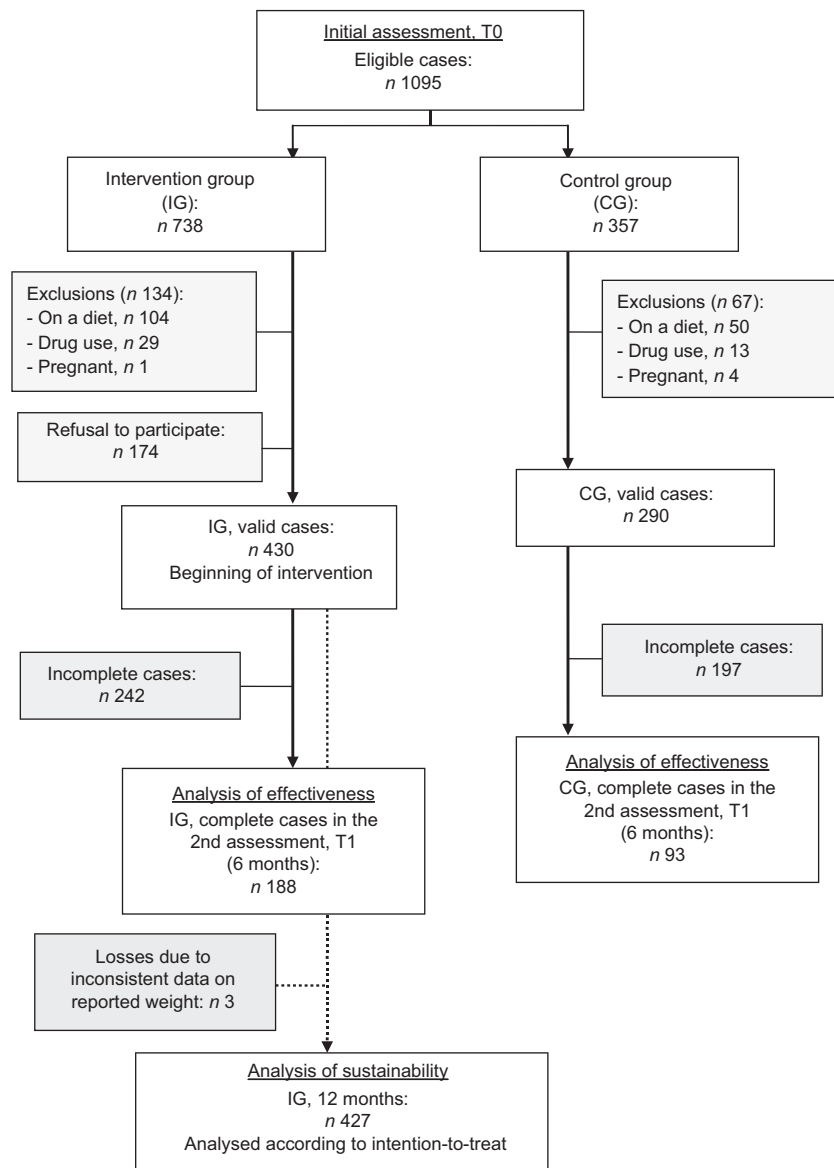 Initial assessment, T0
Eligible cases:
n 1095
Intervention group
(IG):
n 738
Control group
(CG):
n 357
Exclusions (n 134):
- On a diet, n 104
- Drug use, n 29
- Pregnant, n 1
Exclusions (n 67):
- On a diet, n 50
- Drug use, n 13
- Pregnant, n 4
Refusal to participate:
n 174
IG, valid cases:
n 430
Beginning of intervention
CG, valid cases:
n 290
Incomplete cases:
n 242
Incomplete cases:
n 197
Analysis of effectiveness
IG, complete cases in the
2nd assessment, T1
(6 months):
n 188
Analysis of effectiveness
CG, complete cases in the
2nd assessment, T1
(6 months):
n 93
Losses due to
inconsistent data on
reported weight: n 3
Analysis of sustainability
IG, 12 months:
n 427
Analysed according to intention-to-treat